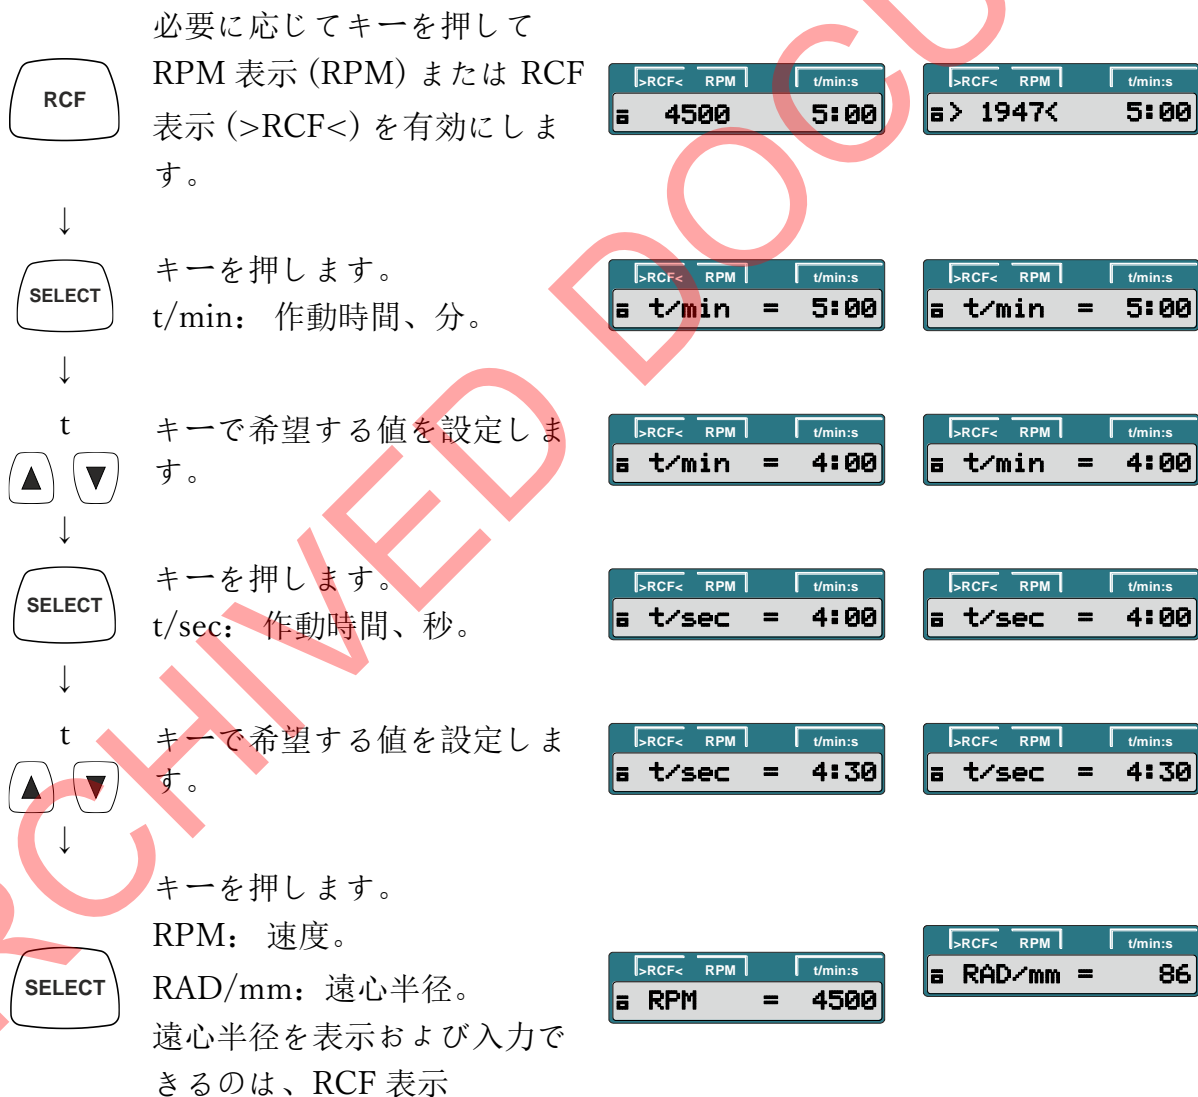 必要に応じてキーを押して
RPM 表示 (RPM) または RCF
表示 (>RCF<) を有効にしま
す。
RCF
>RCF< RPM t/min:s
4500 5:00
>RCF< RPM t/min:s
> 1947< 5:00
↓
SELECT
キーを押します。
t/min： 作動時間、分。
>RCF< RPM t/min:s
t/min = 5:00
>RCF< RPM t/min:s
t/min = 5:00
↓
t
▲ ▼
キーで希望する値を設定しま
す。
>RCF< RPM t/min:s
t/min = 4:00
>RCF< RPM t/min:s
t/min = 4:00
↓
SELECT
キーを押します。
t/sec： 作動時間、秒。
>RCF< RPM t/min:s
t/sec = 4:00
>RCF< RPM t/min:s
t/sec = 4:00
↓
t
▲ ▼
キーで希望する値を設定しま
す。
>RCF< RPM t/min:s
t/sec = 4:30
>RCF< RPM t/min:s
t/sec = 4:30
↓
SELECT
キーを押します。
RPM： 速度。
RAD/mm：遠心半径。
遠心半径を表示および入力で
きるのは、RCF 表示
>RCF< RPM t/min:s
RPM = 4500
>RCF< RPM t/min:s
RAD/mm = 86
RCHIVED DOCU